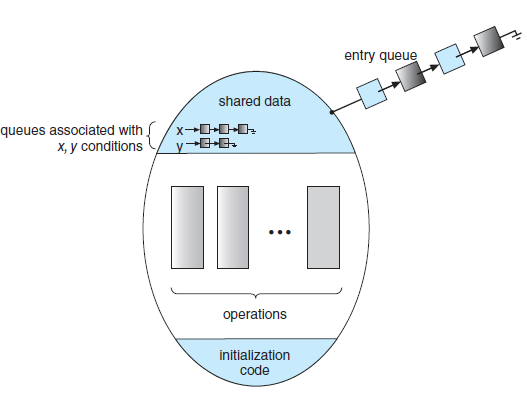 entry queue
shared data
queues associated with
x, y conditions
x
y
operations
initialization
code